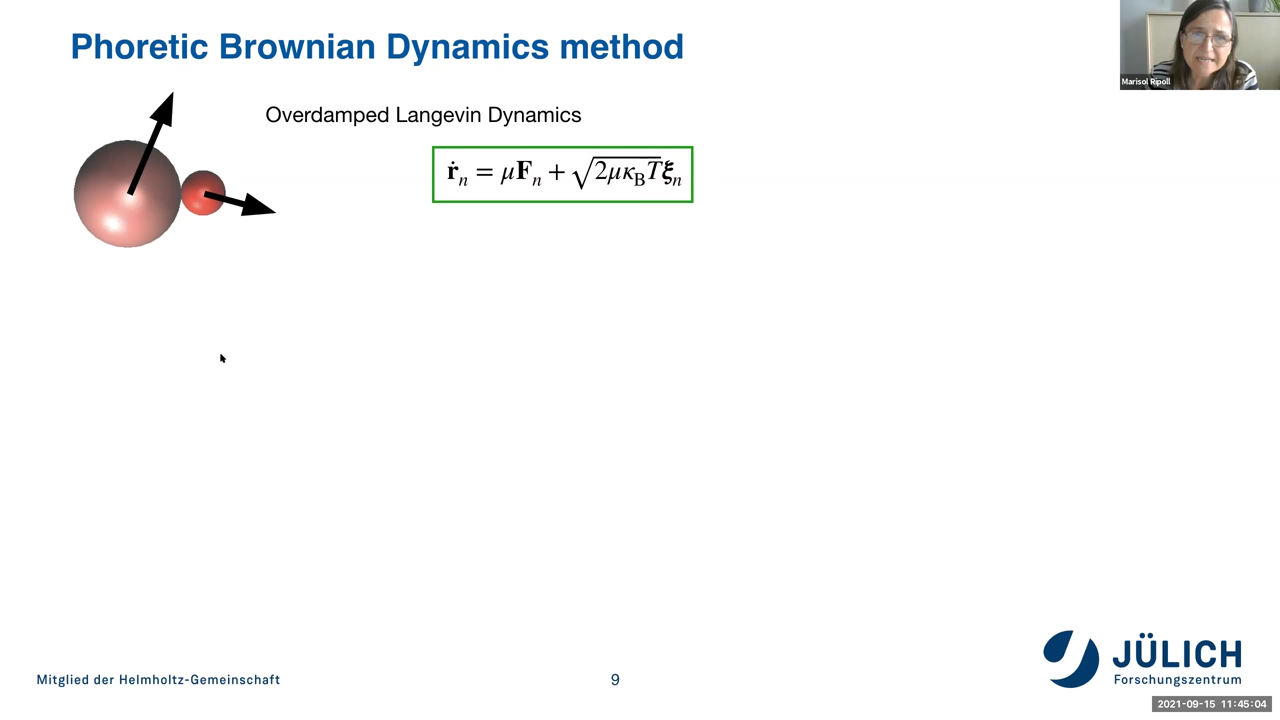 Phoretic Brownian Dynamics method
Marisol Ripoll
Overdamped Langevin Dynamics
ṙₙ = μFₙ + √(2μκ_BT) ξₙ
Mitglied der Helmholtz-Gemeinschaft
9
JÜLICH
Forschungszentrum
2021-09-15 11:45:04